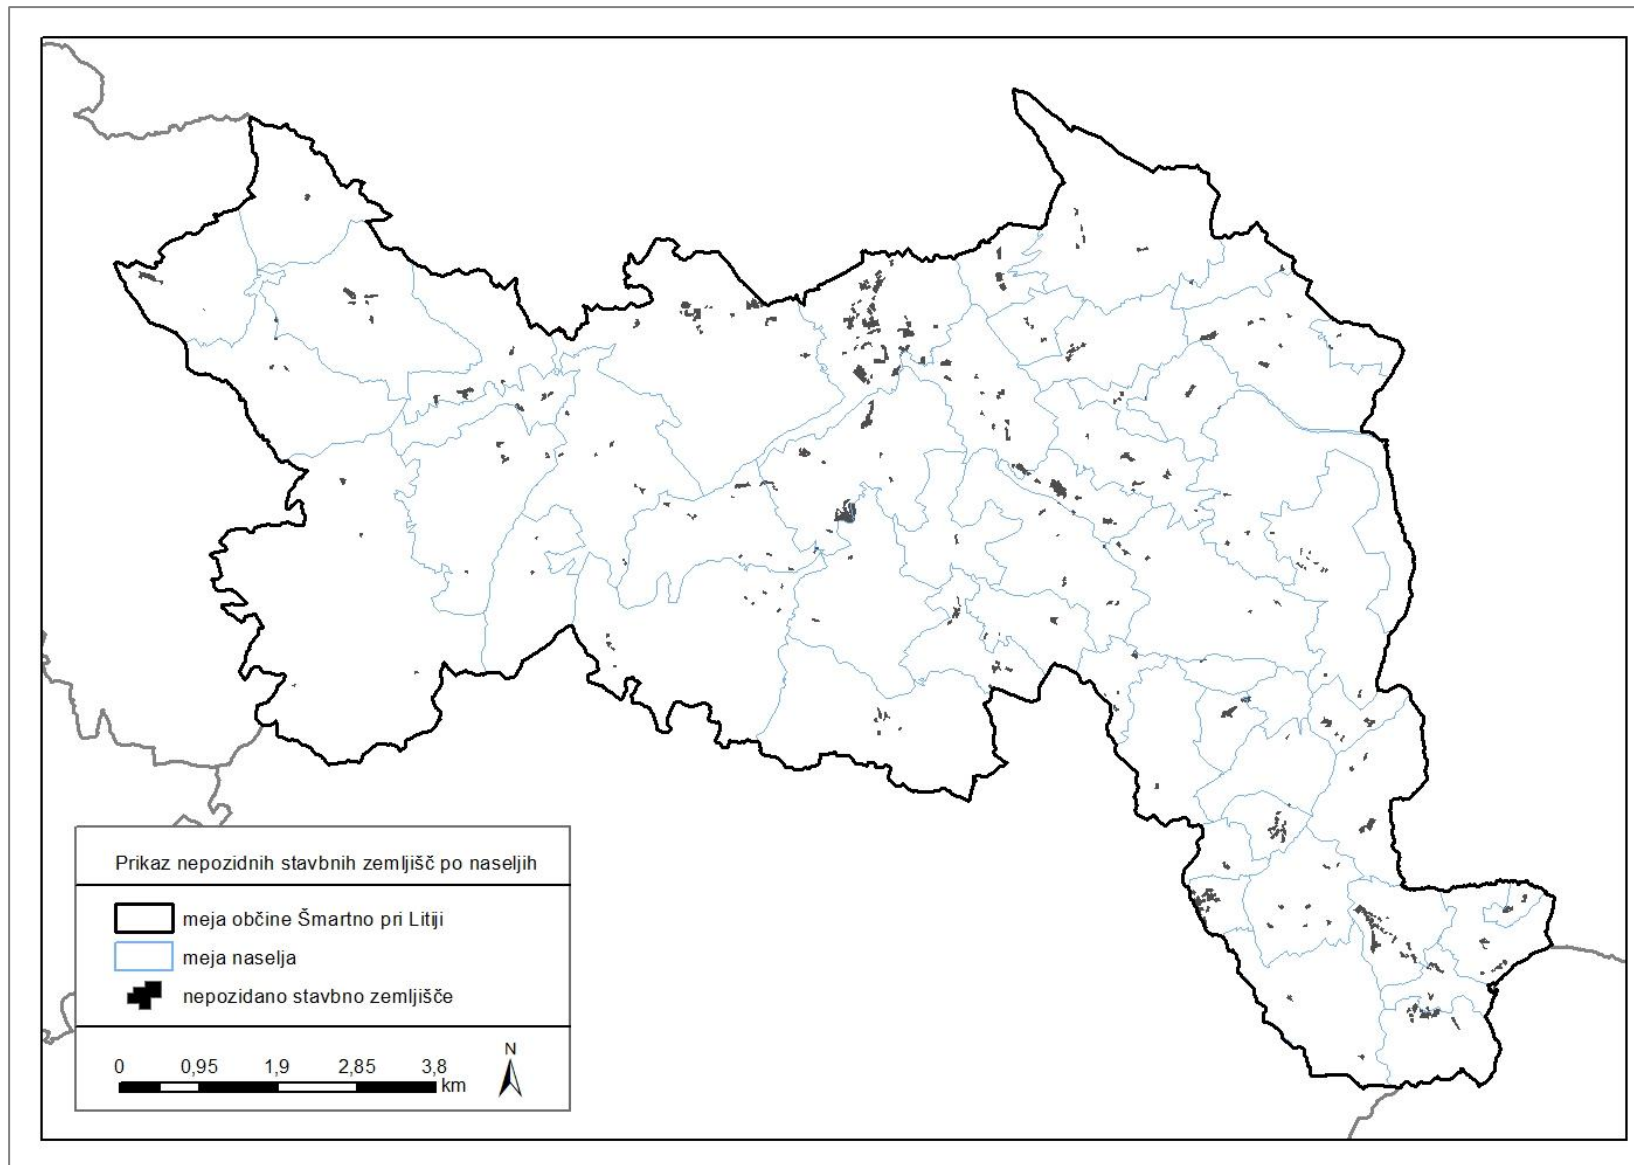 Prikaz nepozidnih stavbnih zemljišč po naseljih
meja občine Šmartno pri Litiji
meja naselja
nepozidano stavbno zemljišče
0 0,95 1,9 2,85 3,8
km
N